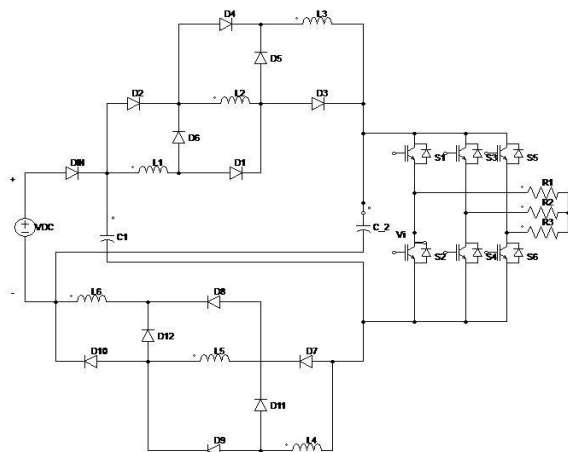 D4
L3
D5
D2
L2
D3
D6
DIN
L1
D1
S1
S3
S5
+
VDC
R1
R2
R3
C1
C_2
Vi
S2
S4
S6
-
L6
D8
D12
D10
L5
D7
D11
D9
L4